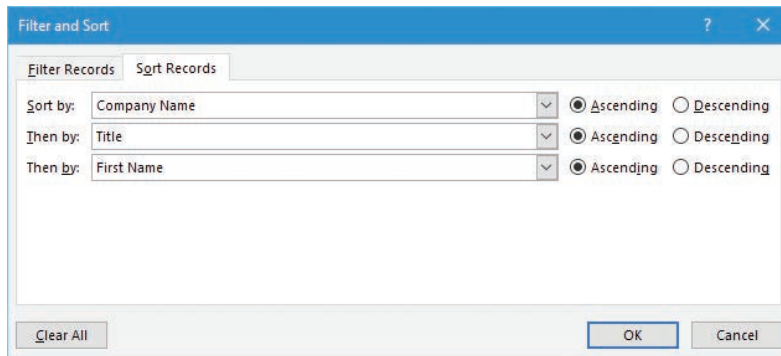 Filter and Sort ?
Filter Records Sort Records
Sort by: Company Name Ascending Descending
Then by: Title Ascending Descending
Then by: First Name Ascending Descending
Clear All OK Cancel